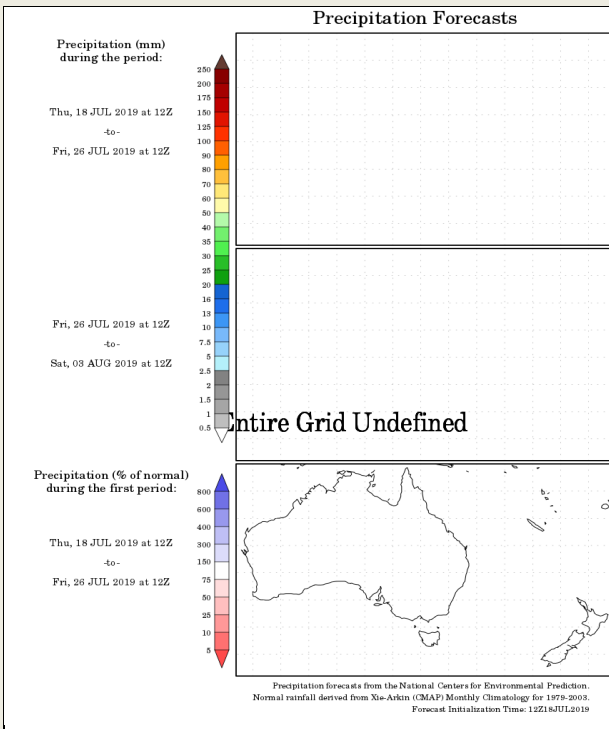 Precipitation Forecasts
Precipitation (mm)
during the period:
Thu, 18 JUL 2019 at 12Z
-to-
Fri, 26 JUL 2019 at 12Z
250
200
175
150
125
100
90
80
70
60
50
40
35
30
25
20
16
13
10
7.5
5
2.5
2
1.5
1
0.5
Fri, 26 JUL 2019 at 12Z
-to-
Sat, 03 AUG 2019 at 12Z
Entire Grid Undefined
Precipitation (% of normal)
during the first period:
Thu, 18 JUL 2019 at 12Z
-to-
Fri, 26 JUL 2019 at 12Z
800
600
400
300
150
75
50
25
10
5
Precipitation forecasts from the National Centers for Environmental Prediction.
Normal rainfall derived from Xie-Arkin (CMAP) Monthly Climatology for 1979-2003.
Forecast Initialization Time: 12Z18JUL2019